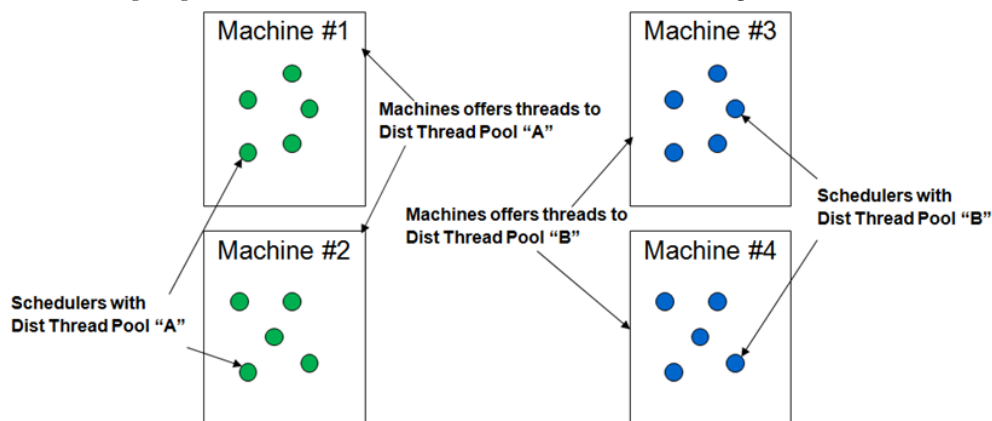 Machine #1
Machine #3
Machines offers threads to
Dist Thread Pool “A”
Schedulers with
Dist Thread Pool “B”
Machines offers threads to
Dist Thread Pool “B”
Machine #2
Machine #4
Schedulers with
Dist Thread Pool “A”